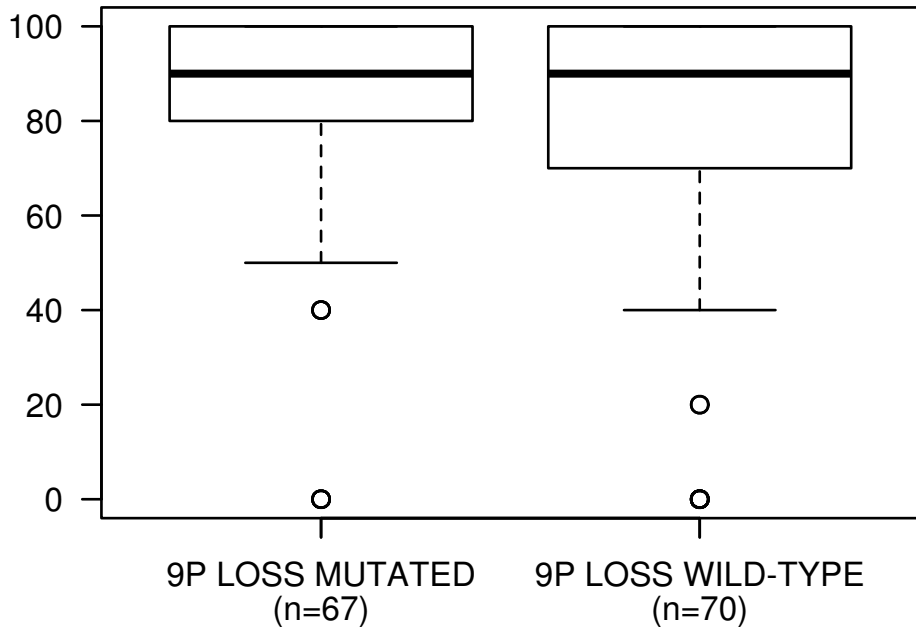 100
80
60
40
20
0
9P LOSS MUTATED
(n=67)
9P LOSS WILD-TYPE
(n=70)